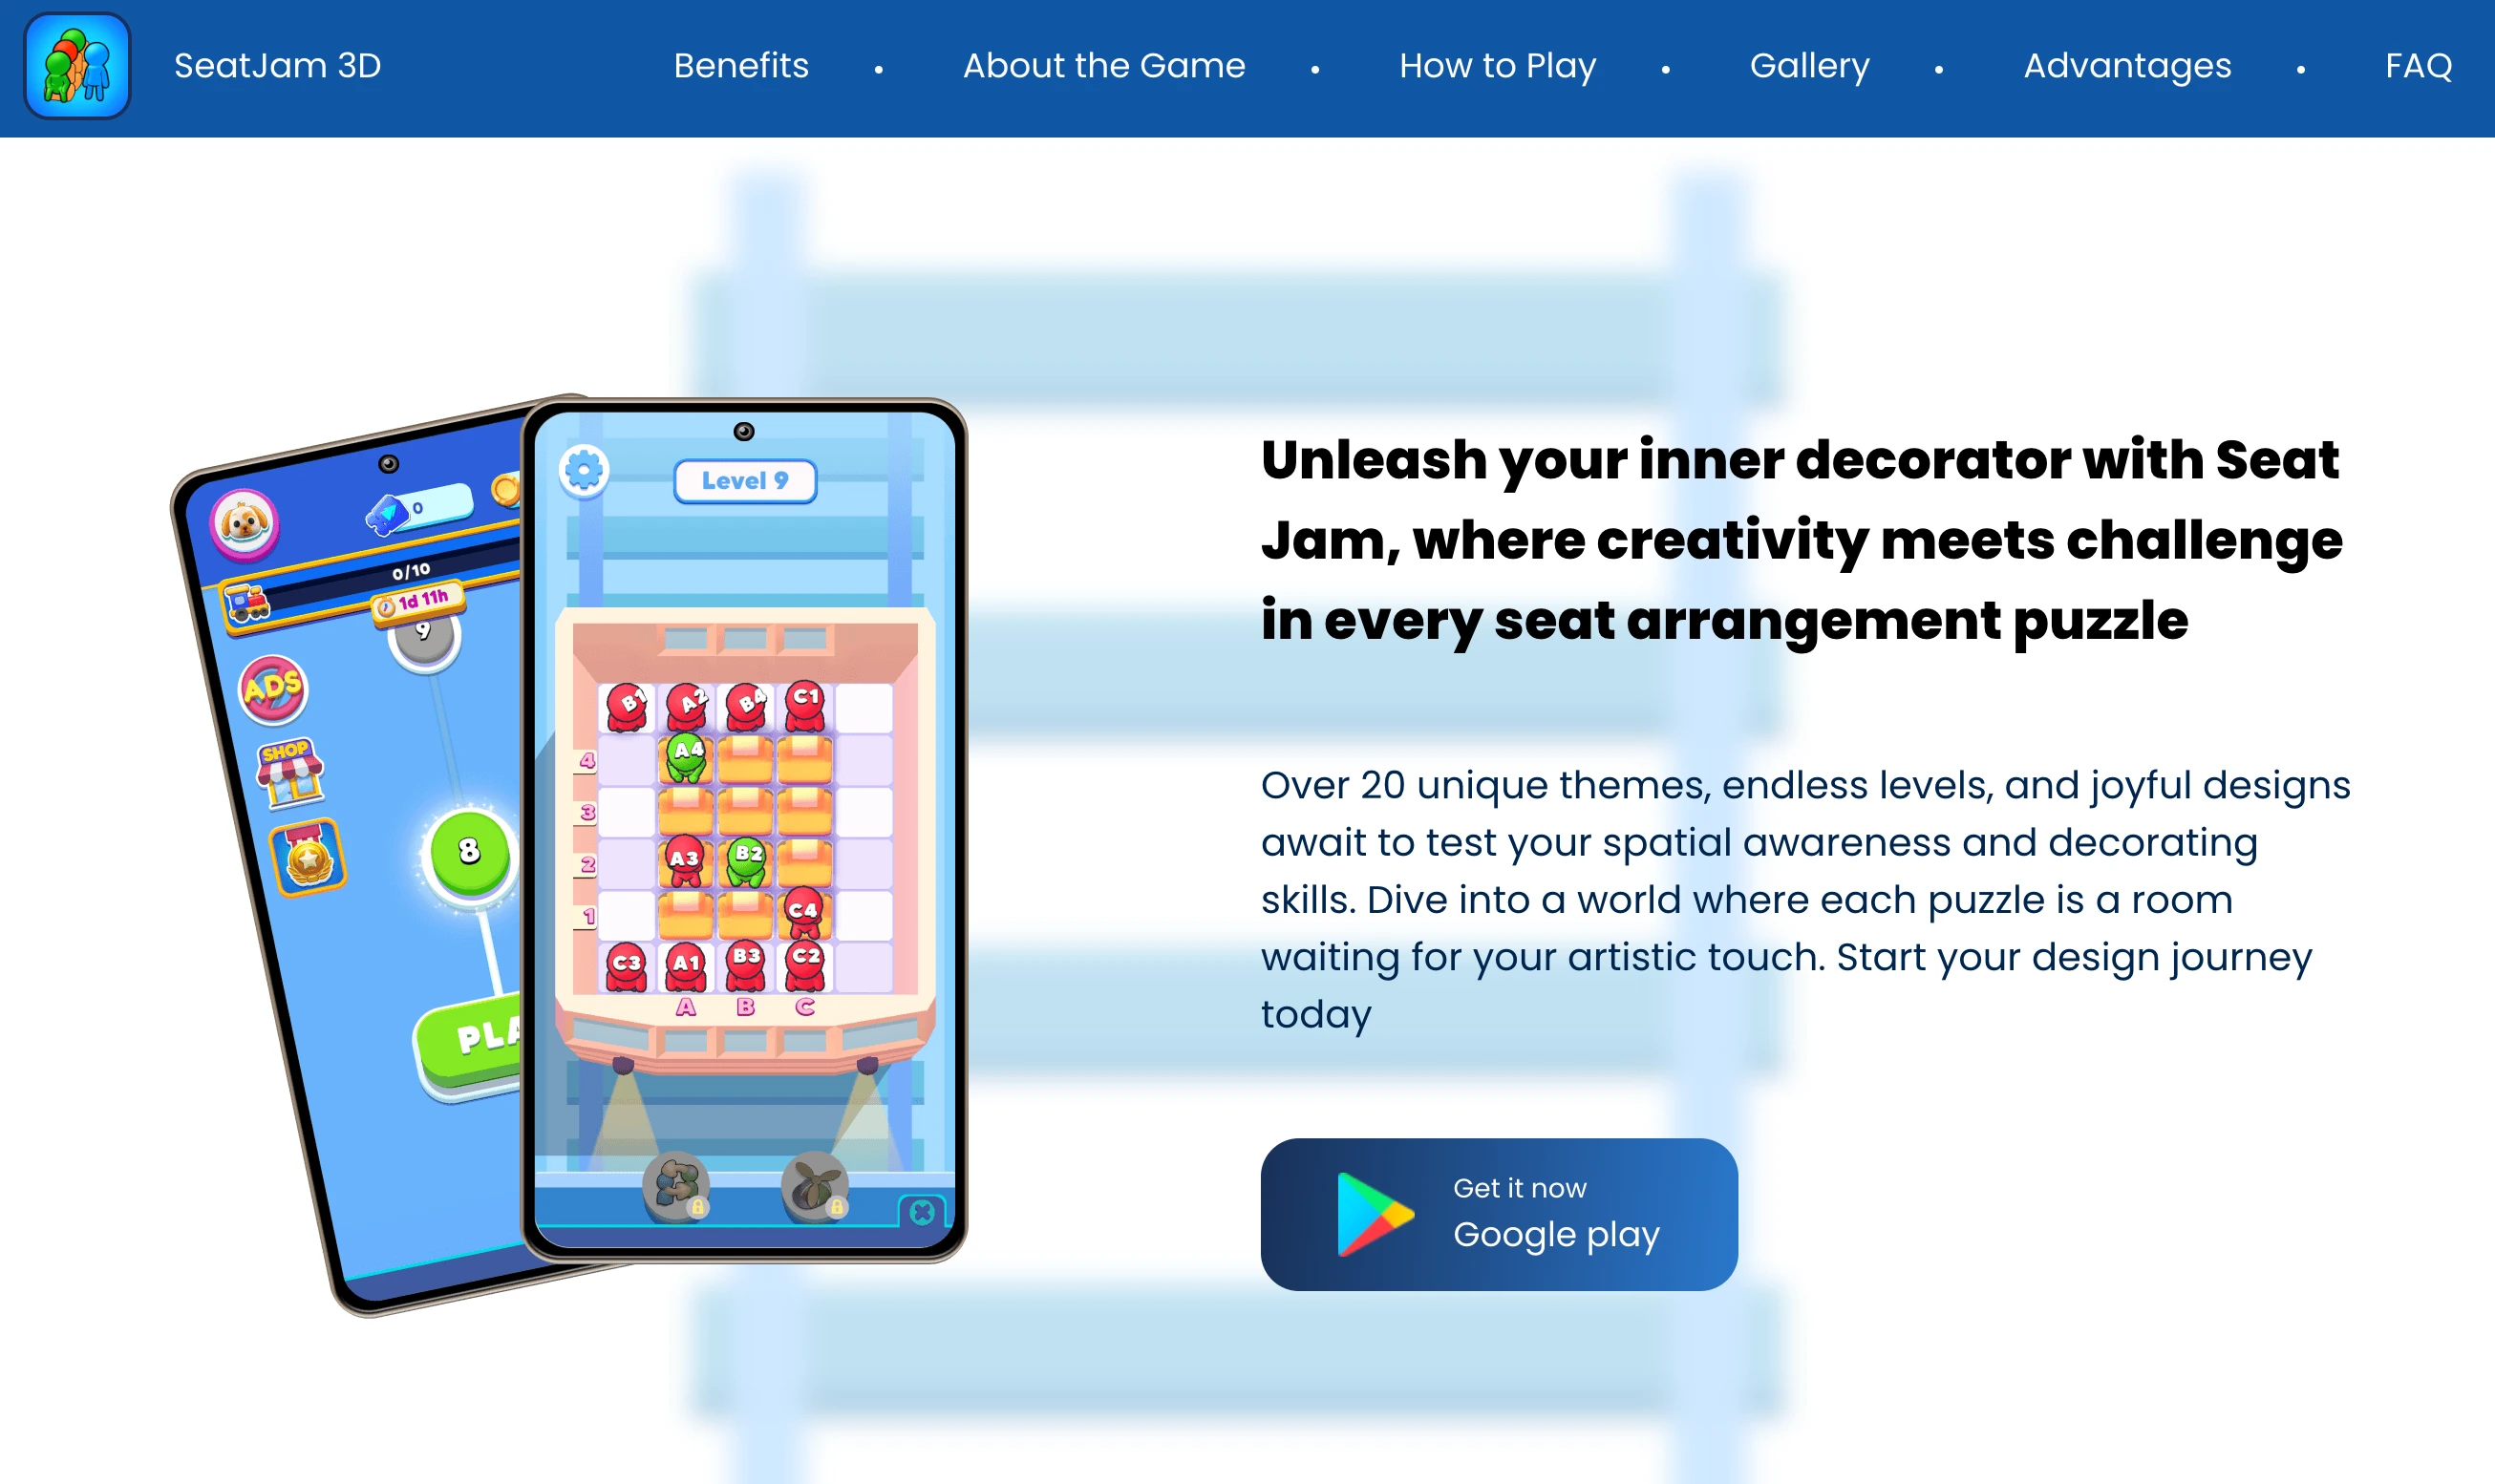 SeatJam 3D
Benefits • About the Game • How to Play • Gallery • Advantages • FAQ
0
0/10
1d 11h
9
ADS
SHOP
8
PLA
Level 9
B1 A2 B4 C1
4 A4
3
2 A3 B2
1 C4
C3 A1 B3 C2
A B C
Unleash your inner decorator with Seat
Jam, where creativity meets challenge
in every seat arrangement puzzle
Over 20 unique themes, endless levels, and joyful designs
await to test your spatial awareness and decorating
skills. Dive into a world where each puzzle is a room
waiting for your artistic touch. Start your design journey
today
Get it now
Google play